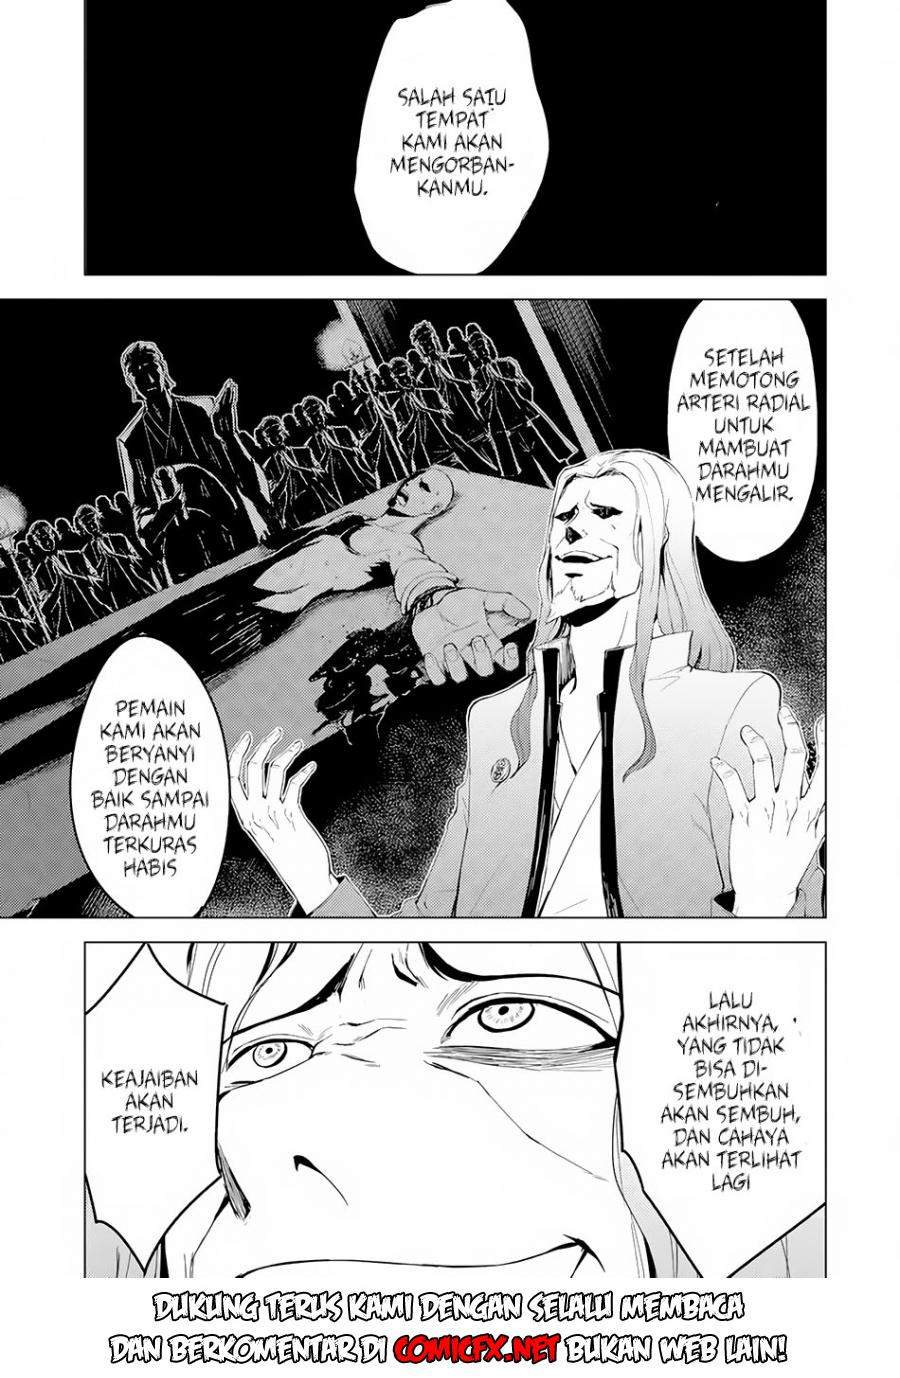 SALAH SATU
TEMPAT
KAMI AKAN
MENGORBAN-
KANMU.
SETELAH
MEMOTONG
ARTERI RADIAL
UNTUK
MAMBUAT
DARAHMU
MENGALIR.
PEMAIN
KAMI AKAN
BERYANYI
DENGAN
BAIK SAMPAI
DARAHMU
TERKURAS
HABIS
LALU
AKHIRNYA,
YANG TIDAK
BISA DI-
SEMBUHKAN
AKAN SEMBUH,
DAN CAHAYA
AKAN TERLIHAT
LAGI
KEAJAIBAN
AKAN
TERJADI.
DUKUNG TERUS KAMI DENGAN SELALU MEMBACA
DAN BERKOMENTAR DI COMICFX.NET BUKAN WEB LAIN!